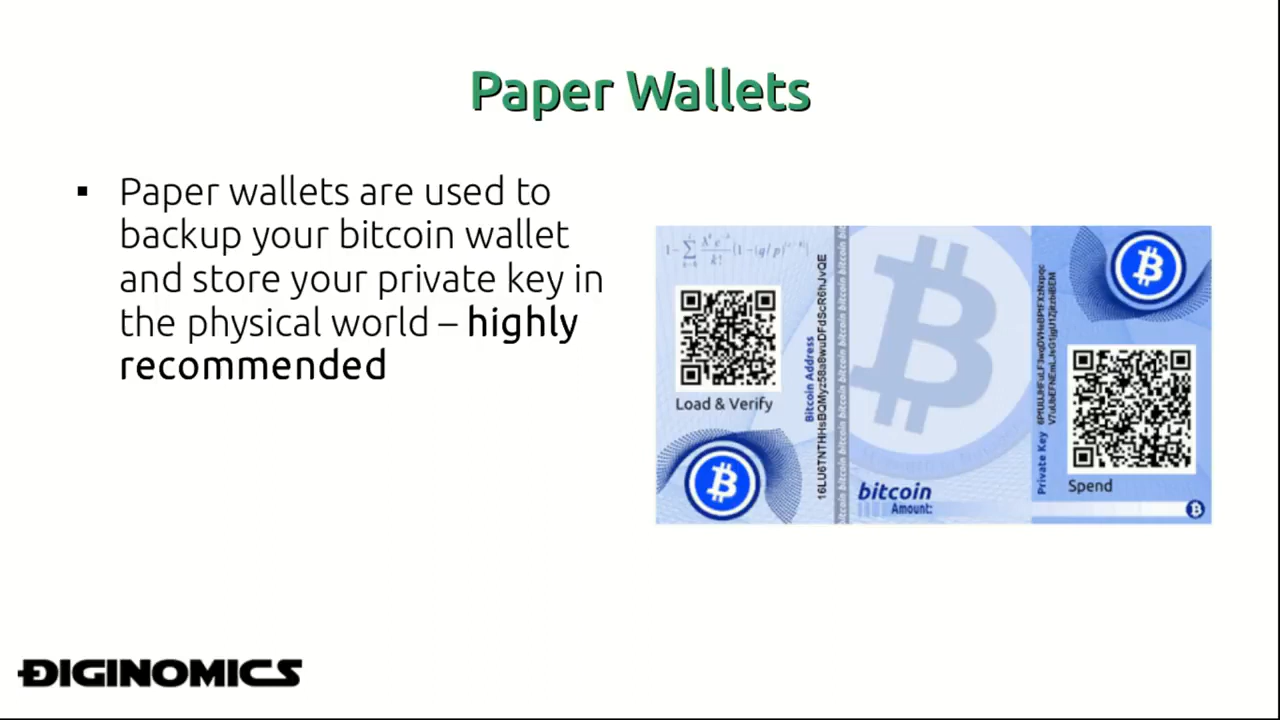 Paper Wallets
▪ Paper wallets are used to
backup your bitcoin wallet
and store your private key in
the physical world – highly
recommended
Load & Verify
Bitcoin Address
bitcoin
Amount:
Private Key
Spend
DIGINOMICS